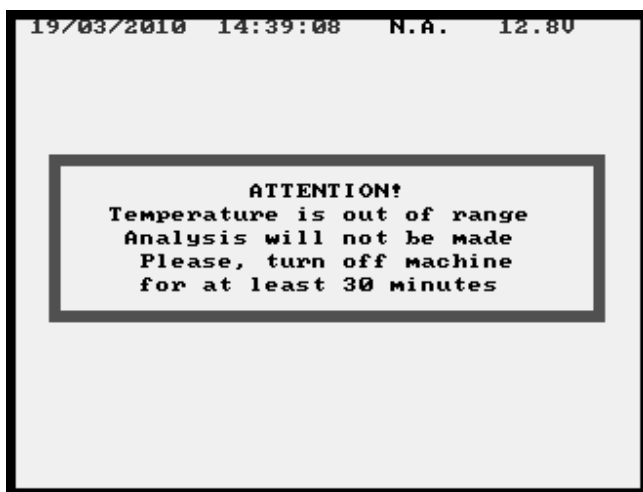 19/03/2010 14:39:08 N.A. 12.8V
ATTENTION!
Temperature is out of range
Analysis will not be made
Please, turn off machine
for at least 30 minutes